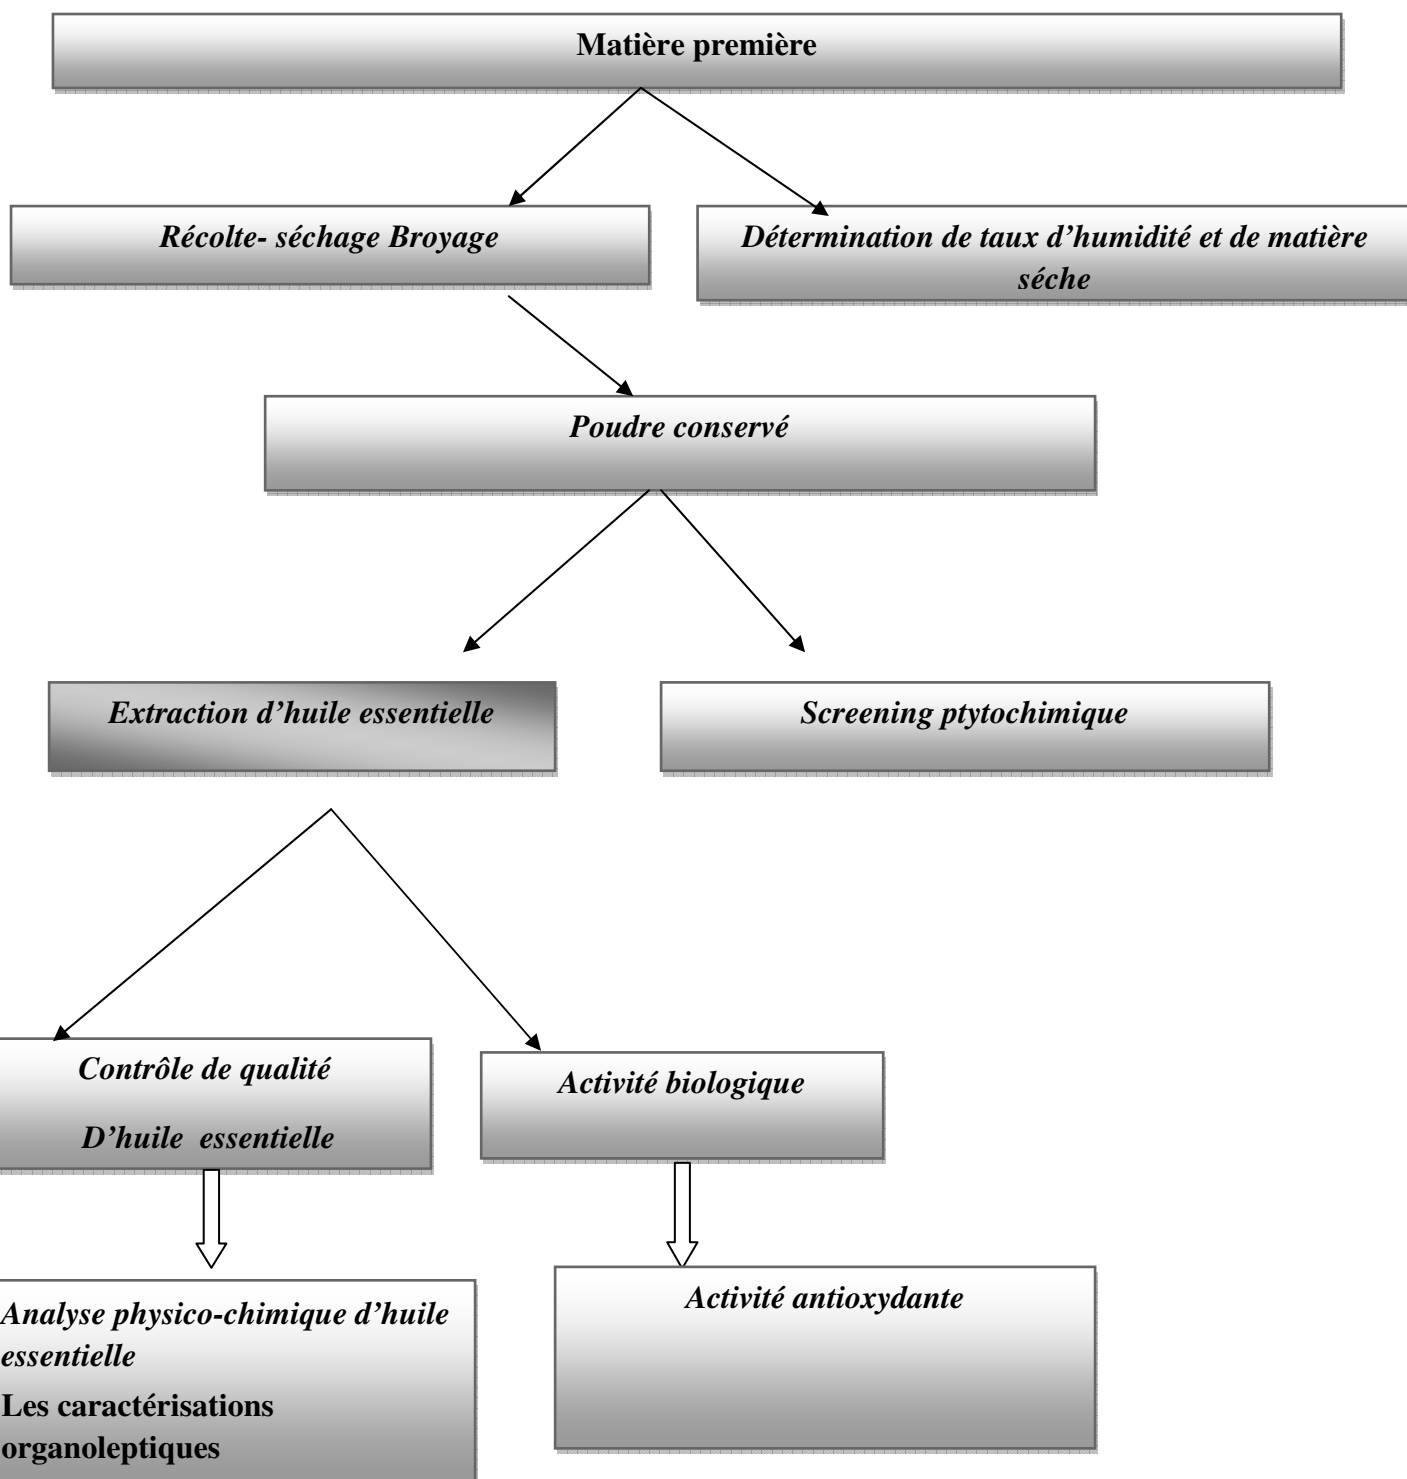 Matière première
Récolte- séchage Broyage
Détermination de taux d’humidité et de matière
séche
Poudre conservé
Extraction d’huile essentielle
Screening ptytochimique
Contrôle de qualité
D’huile  essentielle
Activité biologique
Analyse physico-chimique d’huile
essentielle
Les caractérisations
organoleptiques
Activité antioxydante